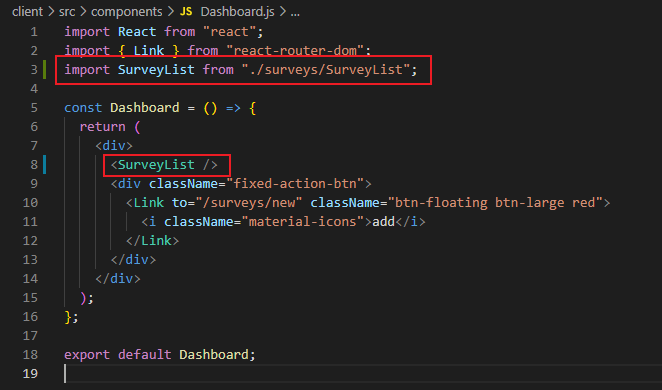 client > src > components > JS Dashboard.js > ...
1 import React from "react";
2 import { Link } from "react-router-dom";
3 import SurveyList from "./surveys/SurveyList";
4
5 const Dashboard = () => {
6   return (
7     <div>
8       <SurveyList />
9       <div className="fixed-action-btn">
10         <Link to="/surveys/new" className="btn-floating btn-large red">
11           <i className="material-icons">add</i>
12         </Link>
13       </div>
14     </div>
15   );
16 };
17
18 export default Dashboard;
19